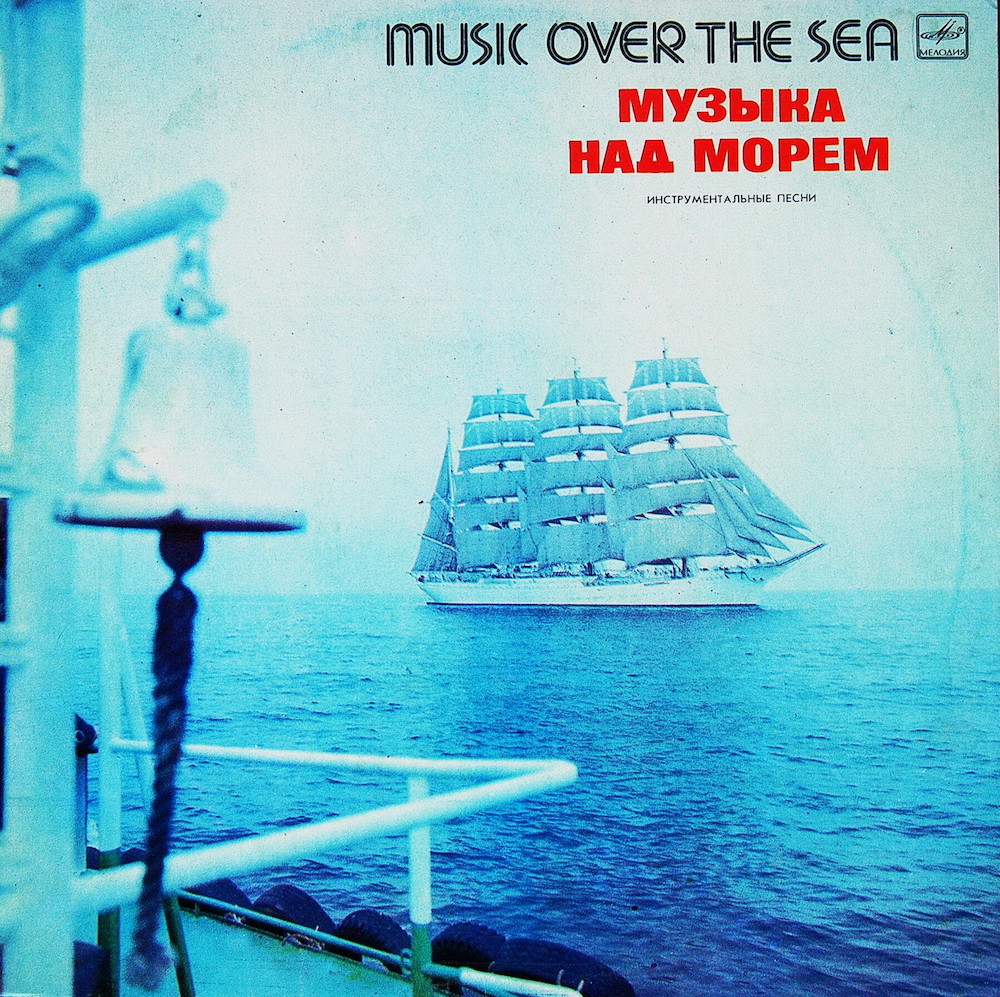 MUSIC OVER THE SEA
МЕЛОДИЯ
МУЗЫКА
НАД МОРЕМ
ИНСТРУМЕНТАЛЬНЫЕ ПЕСНИ